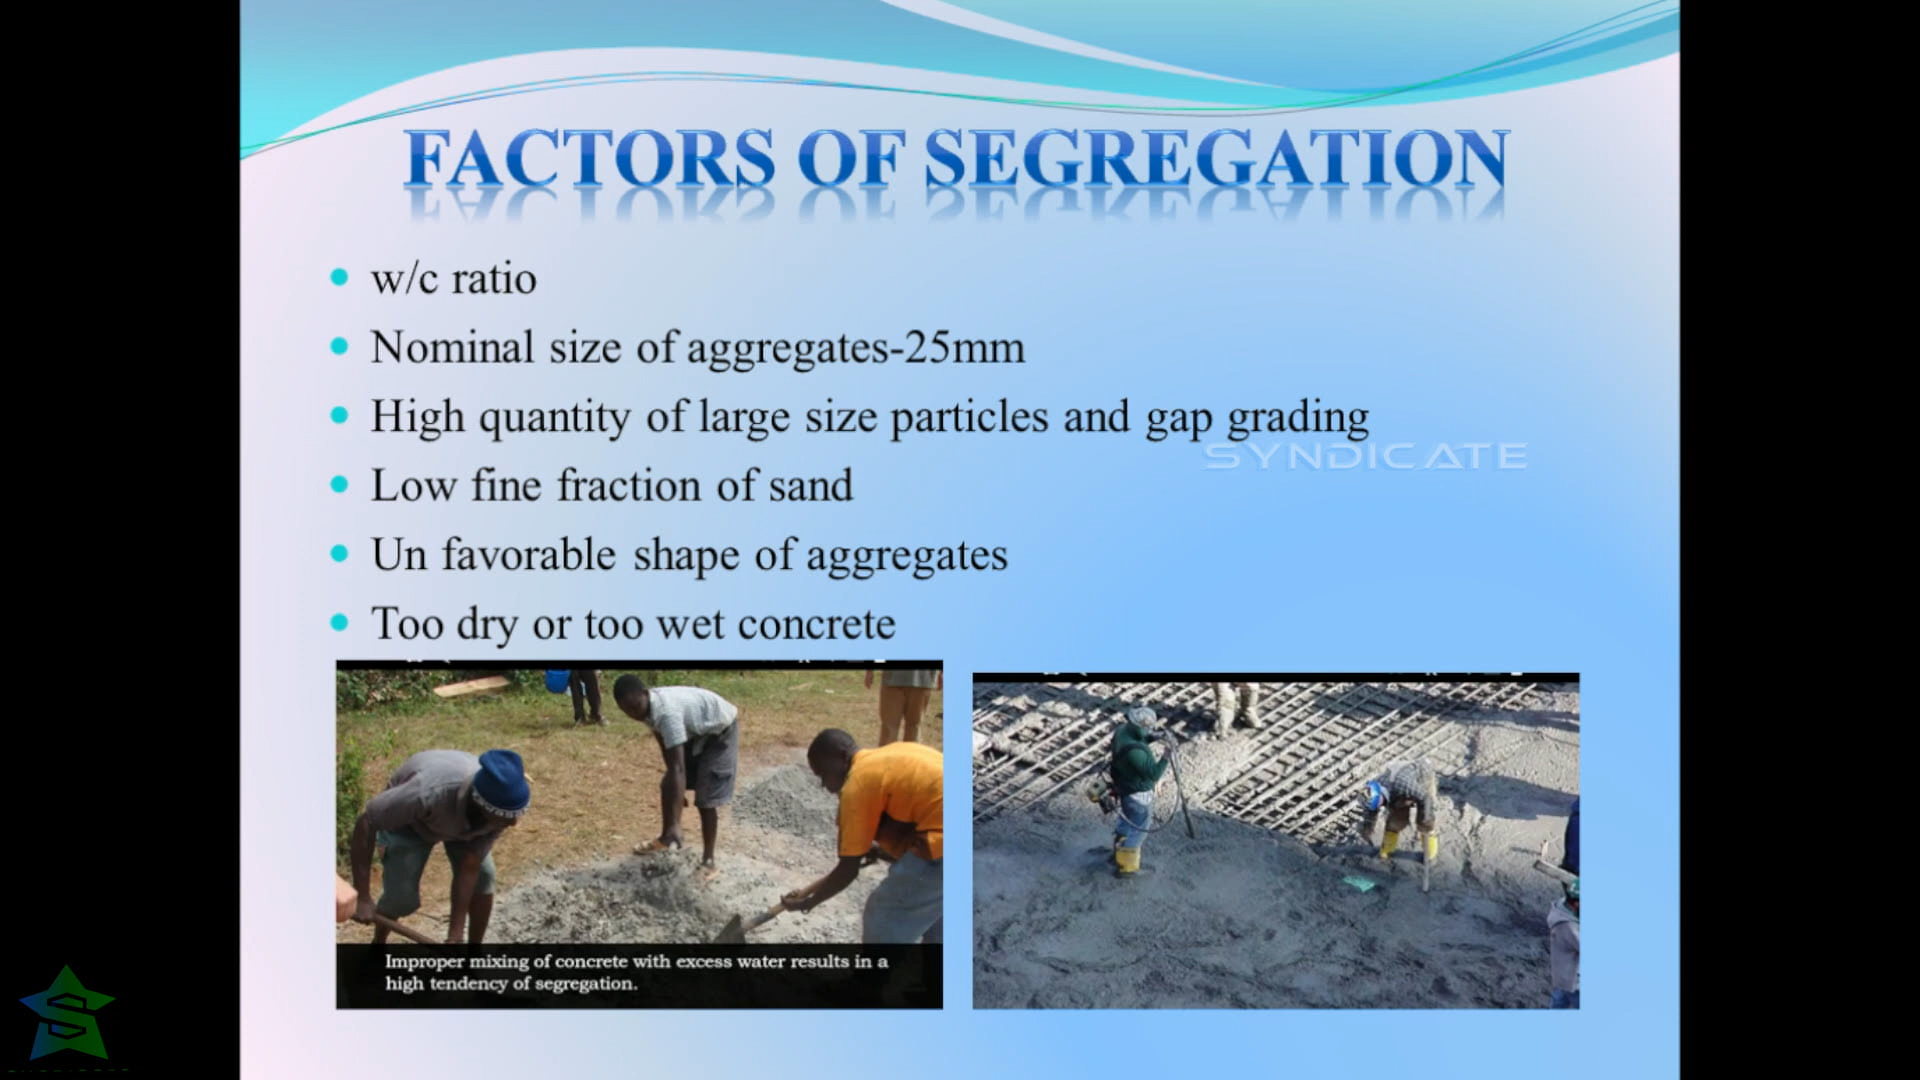 FACTORS OF SEGREGATION
w/c ratio
Nominal size of aggregates-25mm
High quantity of large size particles and gap grading
SYNDICATE
Low fine fraction of sand
Un favorable shape of aggregates
Too dry or too wet concrete
Improper mixing of concrete with excess water results in a
high tendency of segregation.